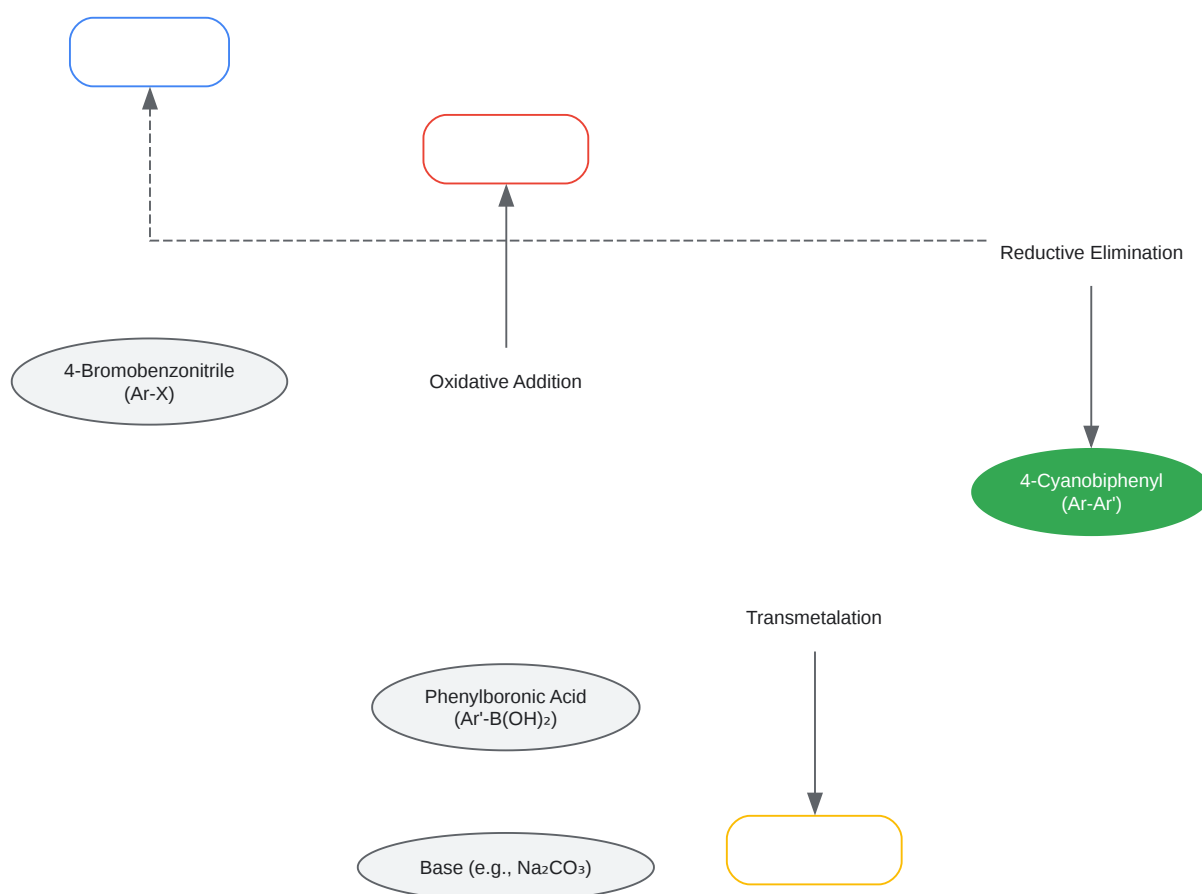 Reductive Elimination
4-Bromobenzonitrile
(Ar-X)
Oxidative Addition
4-Cyanobiphenyl
(Ar-Ar')
Transmetalation
Phenylboronic Acid
(Ar'-B(OH)₂)
Base (e.g., Na₂CO₃)